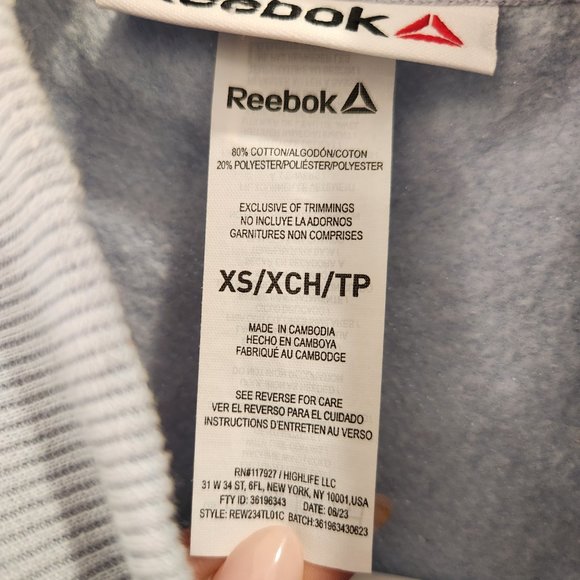 Reebok
Reebok
80% COTTON/ALGODÓN/COTON
20% POLYESTER/POLIÉSTER/POLYESTER
EXCLUSIVE OF TRIMMINGS
NO INCLUYE LA ADORNOS
GARNITURES NON COMPRISES
XS/XCH/TP
MADE IN CAMBODIA
HECHO EN CAMBOYA
FABRIQUÉ AU CAMBODGE
SEE REVERSE FOR CARE
VER EL REVERSO PARA EL CUIDADO
INSTRUCTIONS D'ENTRETIEN AU VERSO
RN#117927 / HIGHLIFE LLC
31 W 34 ST, 6FL, NEW YORK, NY 10001,USA
FTY ID: 36196343 DATE: 06/23
STYLE: REW234TL01C BATCH:361963430623